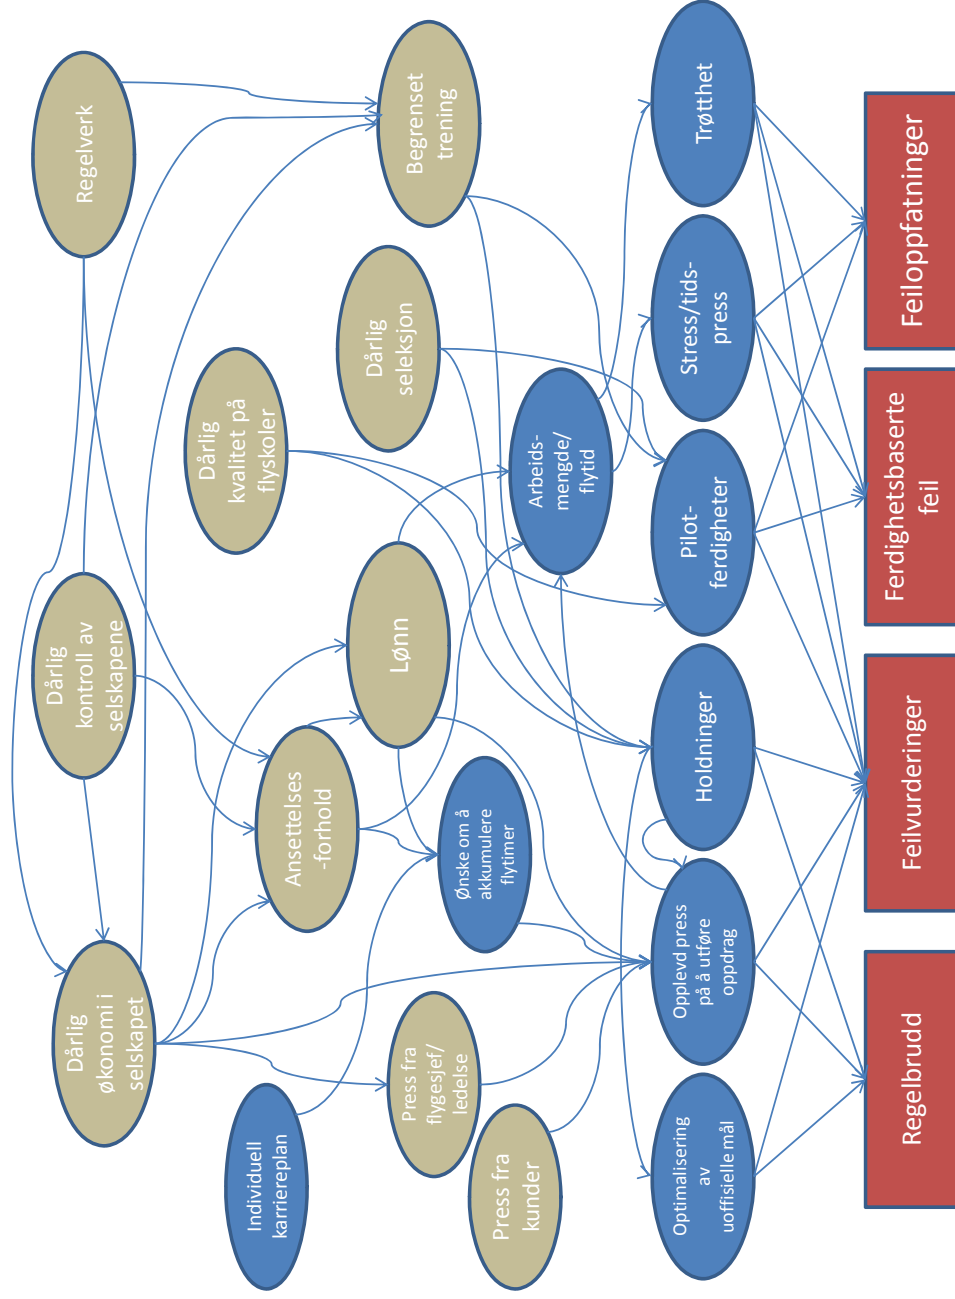 Dårlig
økonomi i
selskapet
Dårlig
kontroll av
selskapene
Regelverk
Individuell
karriereplan
Ansettelses
-forhold
Dårlig
kvalitet på
flyskoler
Press fra
flygesjef/
ledelse
Lønn
Dårlig
seleksjon
Begrenset
trening
Press fra
kunder
Ønske om å
akkumulere
flytimer
Arbeids-
mengde/
flytid
Optimalisering
av
uoffisielle mål
Opplevd press
på å utføre
oppdrag
Holdninger
Pilot-
ferdigheter
Stress/tids-
press
Trøtthet
Regelbrudd
Feilvurderinger
Ferdighetsbaserte
feil
Feiloppfatninger